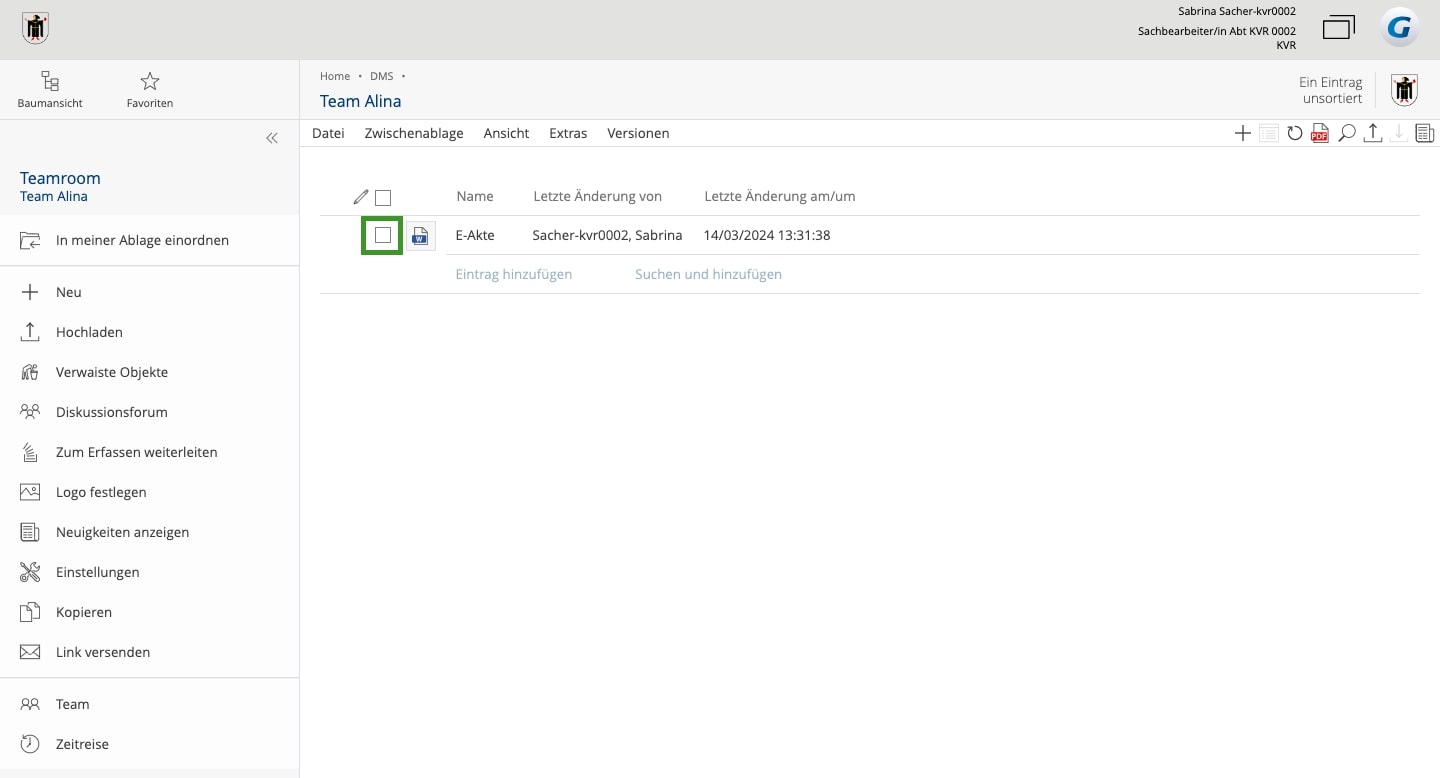 Sabrina Sacher-kvr0002
Sachbearbeiter/in Abt KVR 0002
KVR
G
Baumansicht
Favoriten
Home • DMS •
Team Alina
Ein Eintrag
unsortiert
Datei Zwischenablage Ansicht Extras Versionen
PDF
Teamroom
Team Alina
In meiner Ablage einordnen
Neu
Hochladen
Verwaiste Objekte
Diskussionsforum
Zum Erfassen weiterleiten
Logo festlegen
Neuigkeiten anzeigen
Einstellungen
Kopieren
Link versenden
Team
Zeitreise
Name Letzte Änderung von Letzte Änderung am/um
W E-Akte Sacher-kvr0002, Sabrina 14/03/2024 13:31:38
Eintrag hinzufügen Suchen und hinzufügen